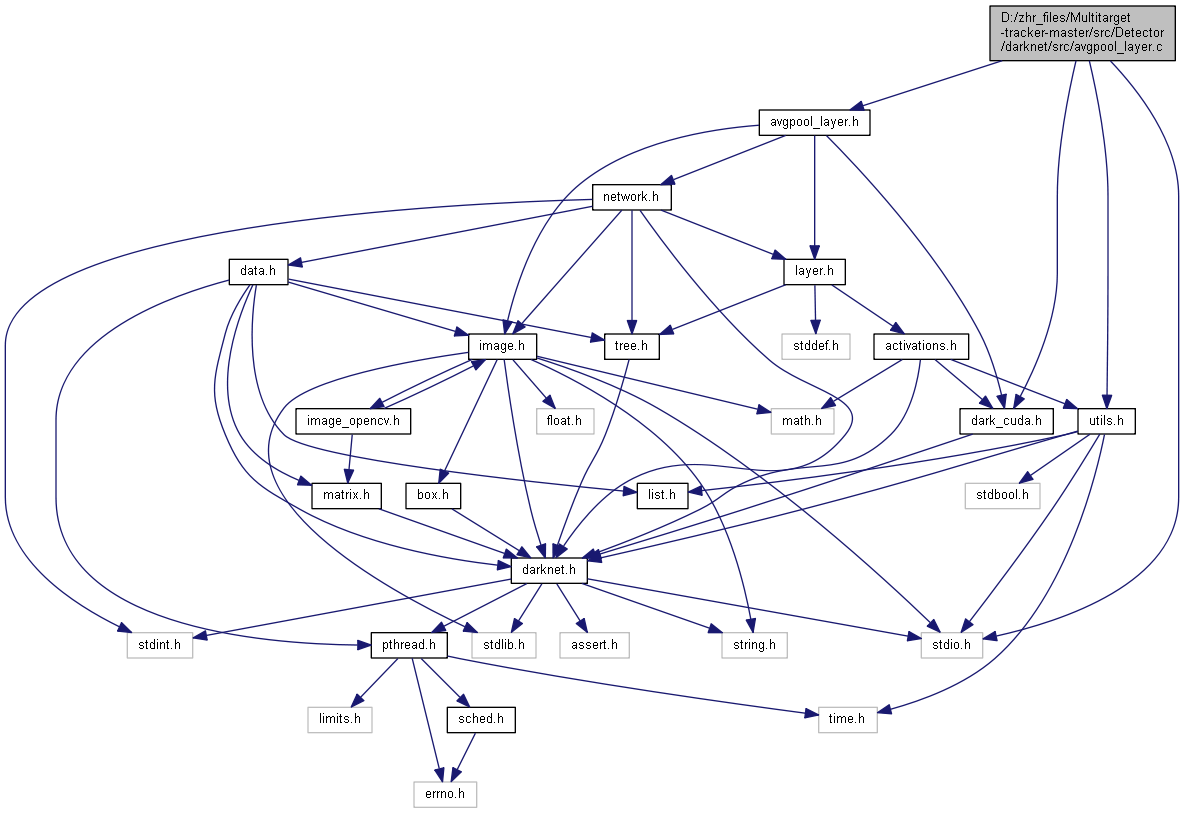 D:/zhr_files/Multitarget
-tracker-master/src/Detector
/darknet/src/avgpool_layer.c
avgpool_layer.h
network.h
data.h
layer.h
image.h
tree.h
stddef.h
activations.h
image_opencv.h
float.h
math.h
dark_cuda.h
utils.h
matrix.h
box.h
list.h
stdbool.h
darknet.h
stdint.h
pthread.h
stdlib.h
assert.h
string.h
stdio.h
limits.h
sched.h
time.h
errno.h